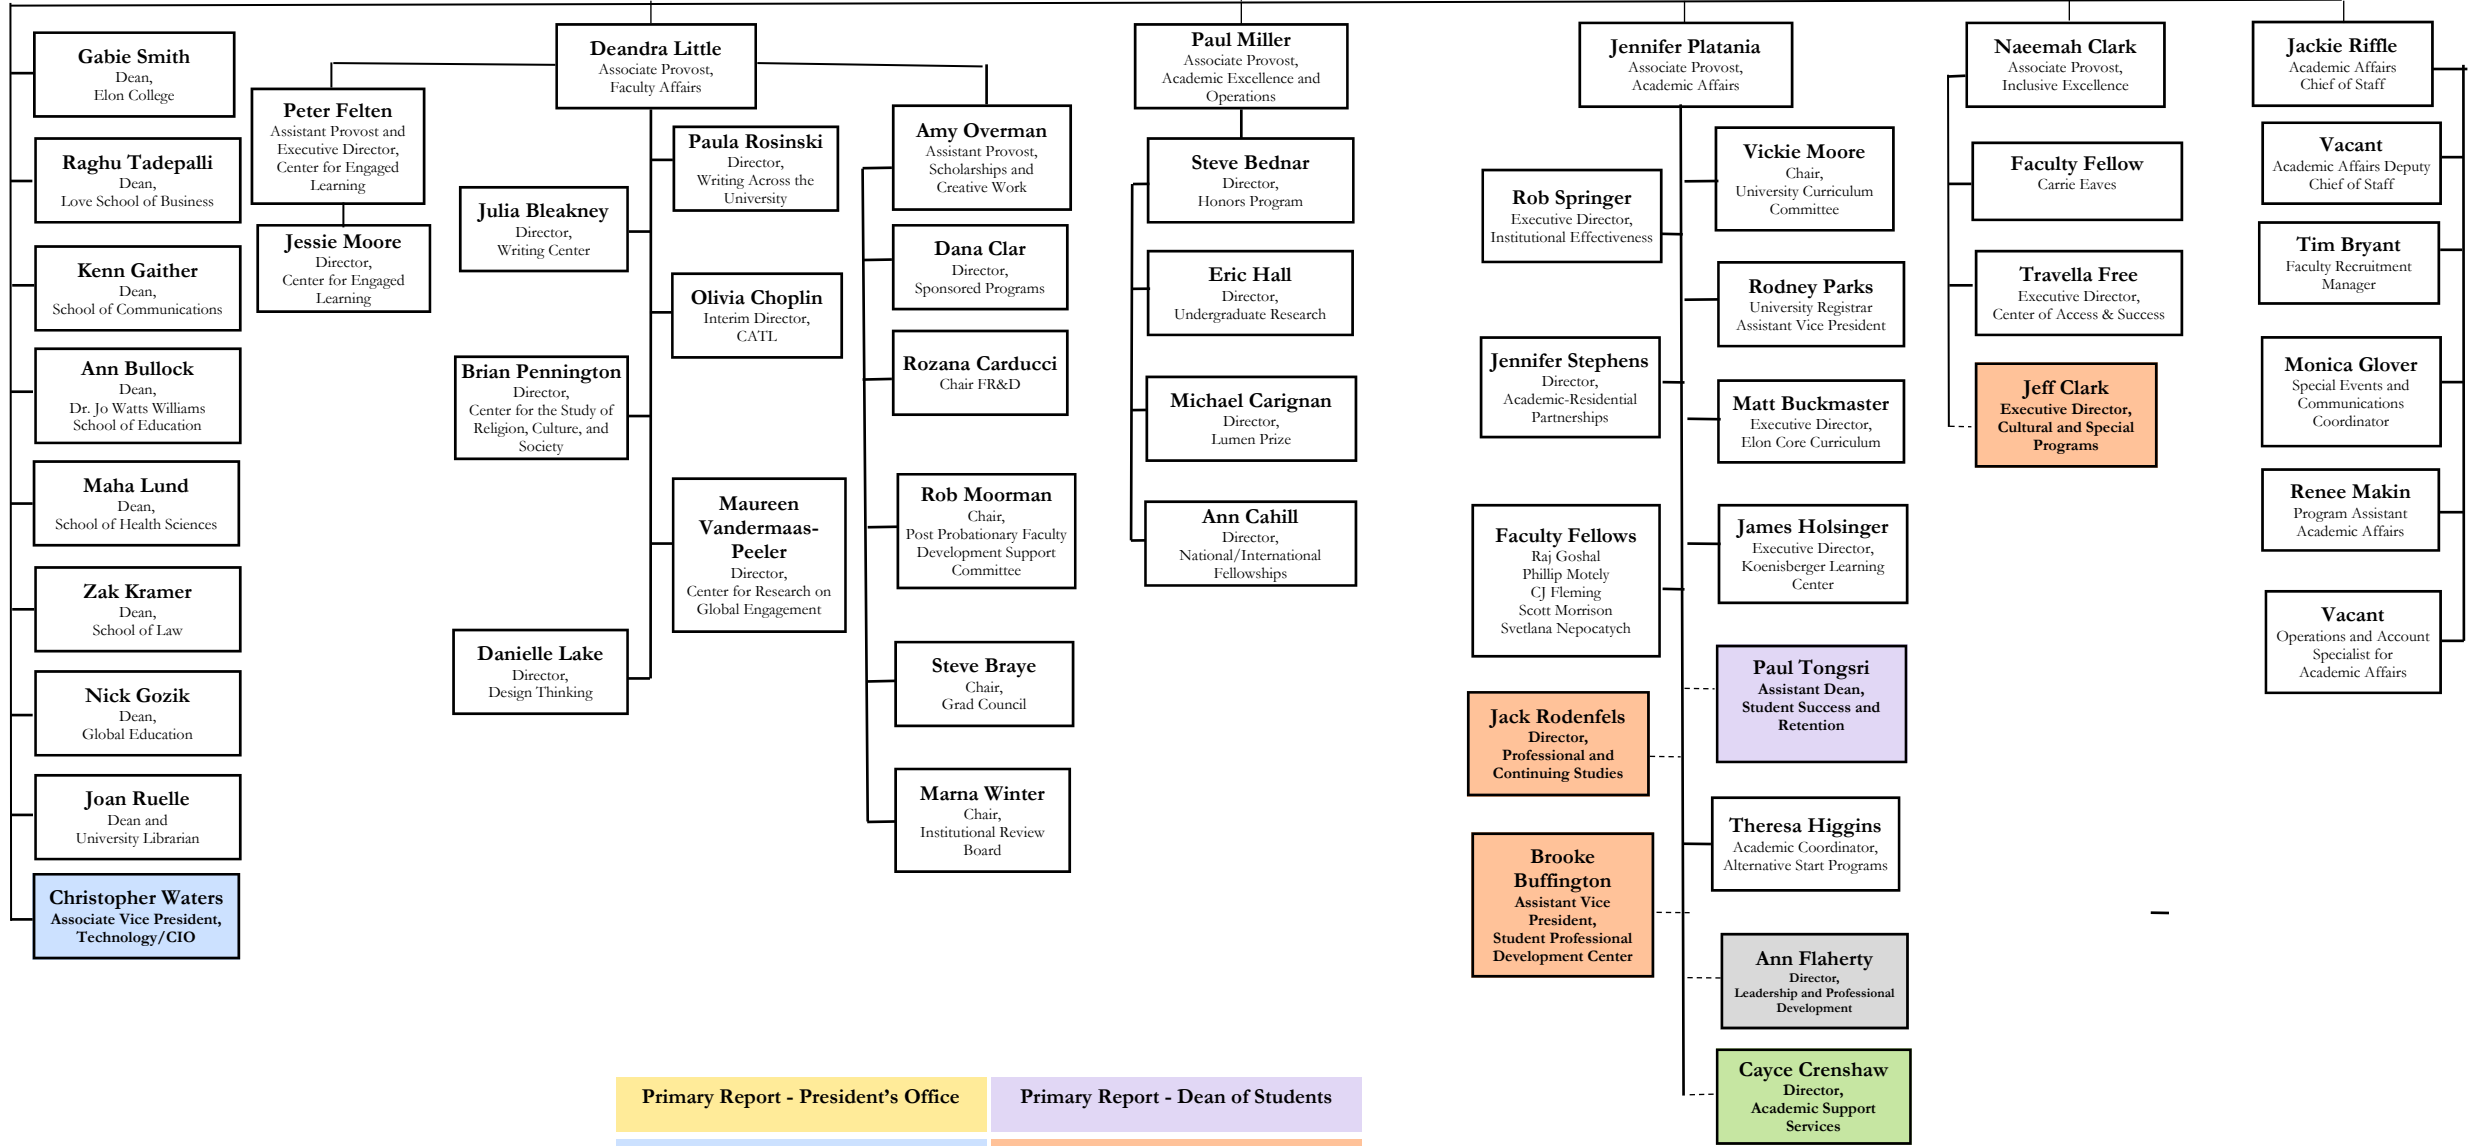 Gabie Smith
Dean,
Elon College
Raghu Tadepalli
Dean,
Love School of Business
Kenn Gaither
Dean,
School of Communications
Ann Bullock
Dean,
Dr. Jo Watts Williams
School of Education
Maha Lund
Dean,
School of Health Sciences
Zak Kramer
Dean,
School of Law
Nick Gozik
Dean,
Global Education
Joan Ruelle
Dean and
University Librarian
Christopher Waters
Associate Vice President,
Technology/CIO
Deandra Little
Associate Provost,
Faculty Affairs
Peter Felten
Assistant Provost and
Executive Director,
Center for Engaged
Learning
Jessie Moore
Director,
Center for Engaged
Learning
Paula Rosinski
Director,
Writing Across the
University
Julia Bleakney
Director,
Writing Center
Olivia Choplin
Interim Director,
CATL
Brian Pennington
Director,
Center for the Study of
Religion, Culture, and
Society
Maureen
Vandermaas-
Peeler
Director,
Center for Research on
Global Engagement
Danielle Lake
Director,
Design Thinking
Amy Overman
Assistant Provost,
Scholarships and
Creative Work
Dana Clar
Director,
Sponsored Programs
Rozana Carducci
Chair FR&D
Rob Moorman
Chair,
Post Probationary Faculty
Development Support
Committee
Steve Braye
Chair,
Grad Council
Marna Winter
Chair,
Institutional Review
Board
Paul Miller
Associate Provost,
Academic Excellence and
Operations
Steve Bednar
Director,
Honors Program
Eric Hall
Director,
Undergraduate Research
Michael Carignan
Director,
Lumen Prize
Ann Cahill
Director,
National/International
Fellowships
Jennifer Platania
Associate Provost,
Academic Affairs
Vickie Moore
Chair,
University Curriculum
Committee
Rob Springer
Executive Director,
Institutional Effectiveness
Rodney Parks
University Registrar
Assistant Vice President
Jennifer Stephens
Director,
Academic-Residential
Partnerships
Matt Buckmaster
Executive Director,
Elon Core Curriculum
Faculty Fellows
Raj Goshal
Phillip Motely
CJ Fleming
Scott Morrison
Svetlana Nepocatych
James Holsinger
Executive Director,
Koenisberger Learning
Center
Paul Tongsri
Assistant Dean,
Student Success and
Retention
Jack Rodenfels
Director,
Professional and
Continuing Studies
Theresa Higgins
Academic Coordinator,
Alternative Start Programs
Brooke
Buffington
Assistant Vice
President,
Student Professional
Development Center
Ann Flaherty
Director,
Leadership and Professional
Development
Cayce Crenshaw
Director,
Academic Support
Services
Naeemah Clark
Associate Provost,
Inclusive Excellence
Faculty Fellow
Carrie Eaves
Travella Free
Executive Director,
Center of Access & Success
Jeff Clark
Executive Director,
Cultural and Special
Programs
Jackie Riffle
Academic Affairs
Chief of Staff
Vacant
Academic Affairs Deputy
Chief of Staff
Tim Bryant
Faculty Recruitment
Manager
Monica Glover
Special Events and
Communications
Coordinator
Renee Makin
Program Assistant
Academic Affairs
Vacant
Operations and Account
Specialist for
Academic Affairs
Primary Report - President's Office
Primary Report - Dean of Students